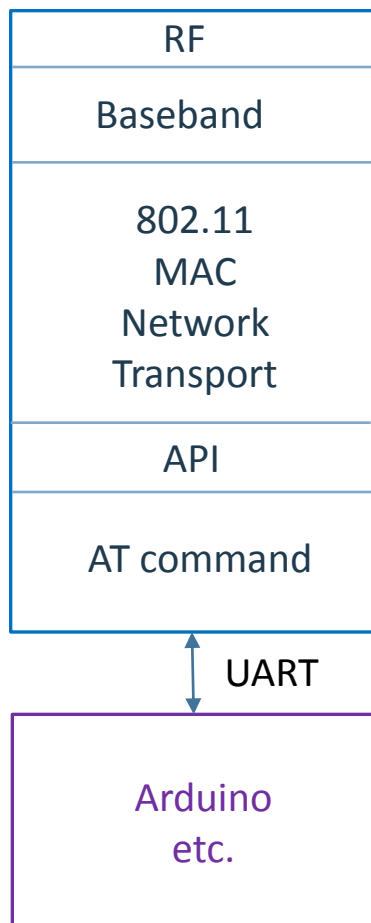 RF
Baseband
802.11
MAC
Network
Transport
API
AT command
UART
Arduino
etc.